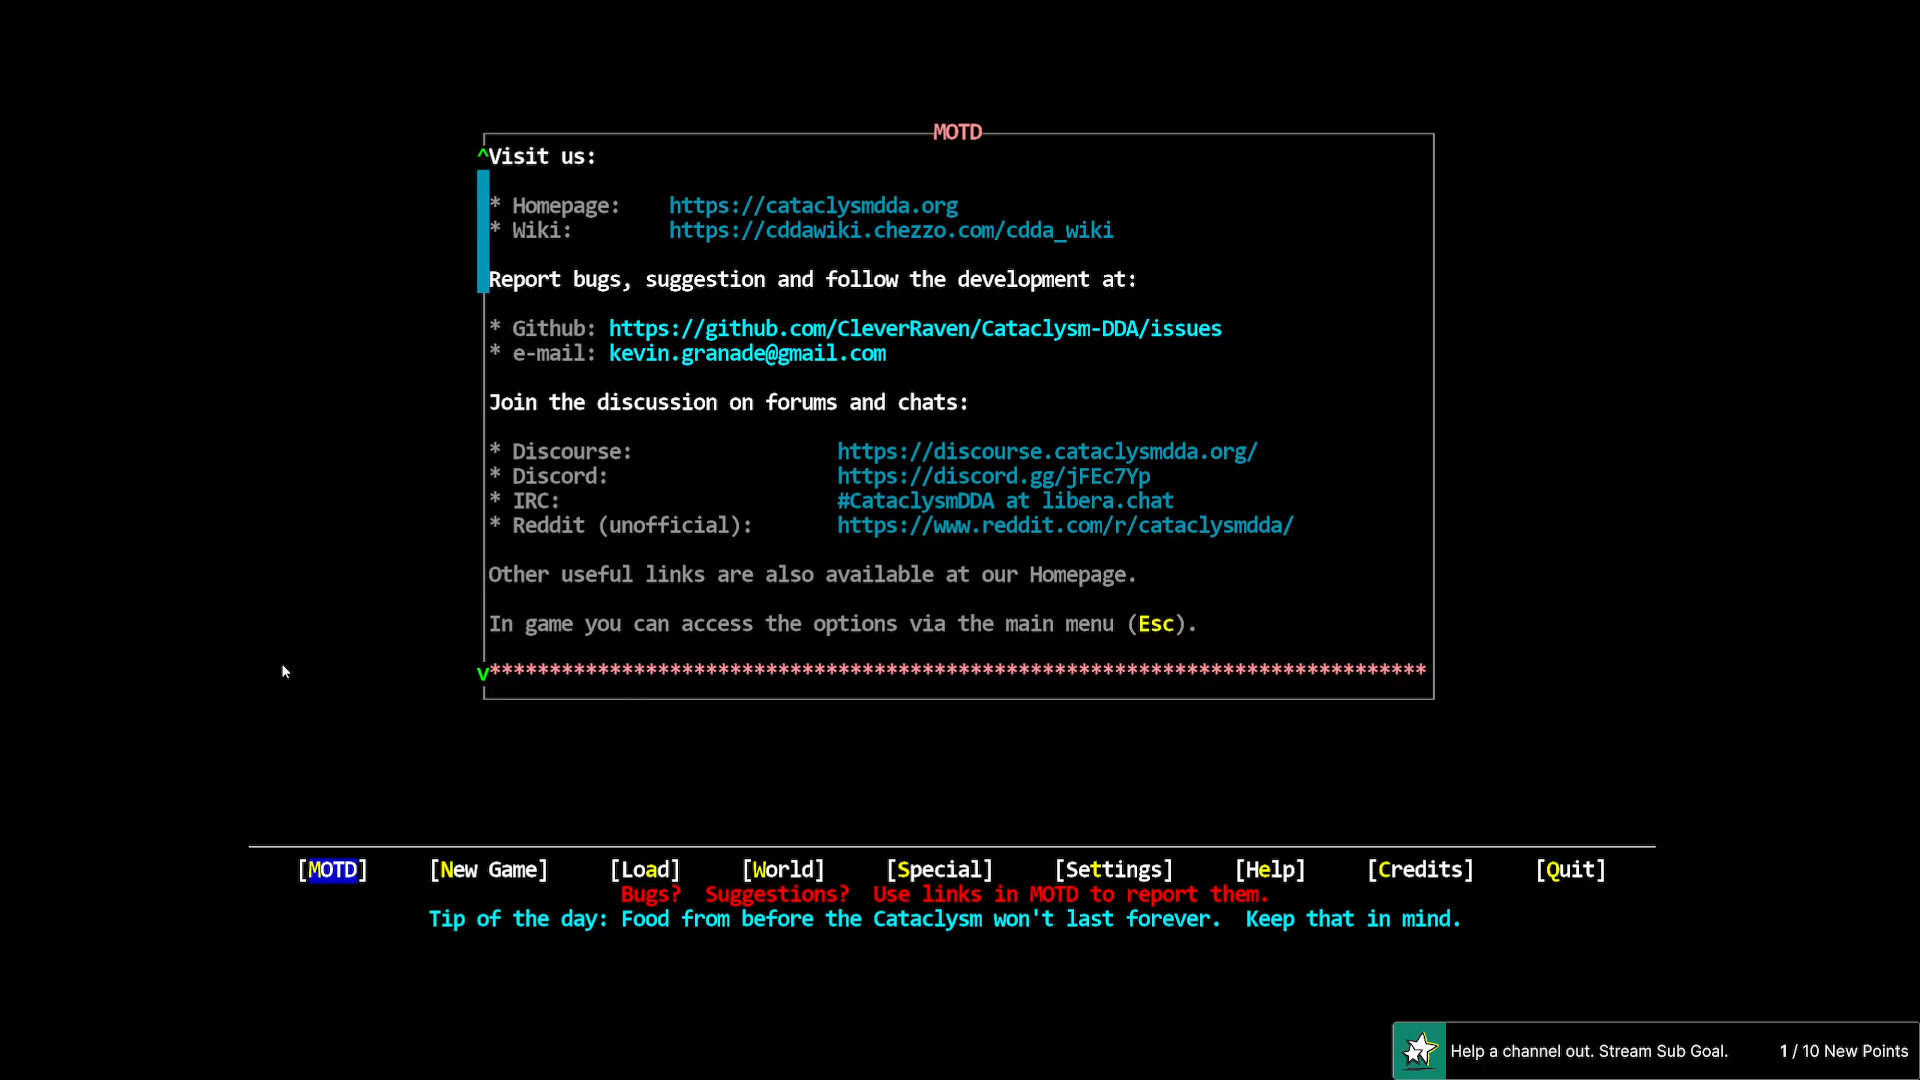 MOTD
^Visit us:
* Homepage: https://cataclysmdda.org
* Wiki: https://cddawiki.chezzo.com/cdda_wiki
Report bugs, suggestion and follow the development at:
* Github: https://github.com/CleverRaven/Cataclysm-DDA/issues
* e-mail: kevin.granade@gmail.com
Join the discussion on forums and chats:
* Discourse: https://discourse.cataclysmdda.org/
* Discord: https://discord.gg/jFEc7Yp
* IRC: #CataclysmDDA at libera.chat
* Reddit (unofficial): https://www.reddit.com/r/cataclysmdda/
Other useful links are also available at our Homepage.
In game you can access the options via the main menu (Esc).
v******************************************************************************
[MOTD] [New Game] [Load] [World] [Special] [Settings] [Help] [Credits] [Quit]
Bugs? Suggestions? Use links in MOTD to report them.
Tip of the day: Food from before the Cataclysm won't last forever. Keep that in mind.
Help a channel out. Stream Sub Goal. 1 / 10 New Points